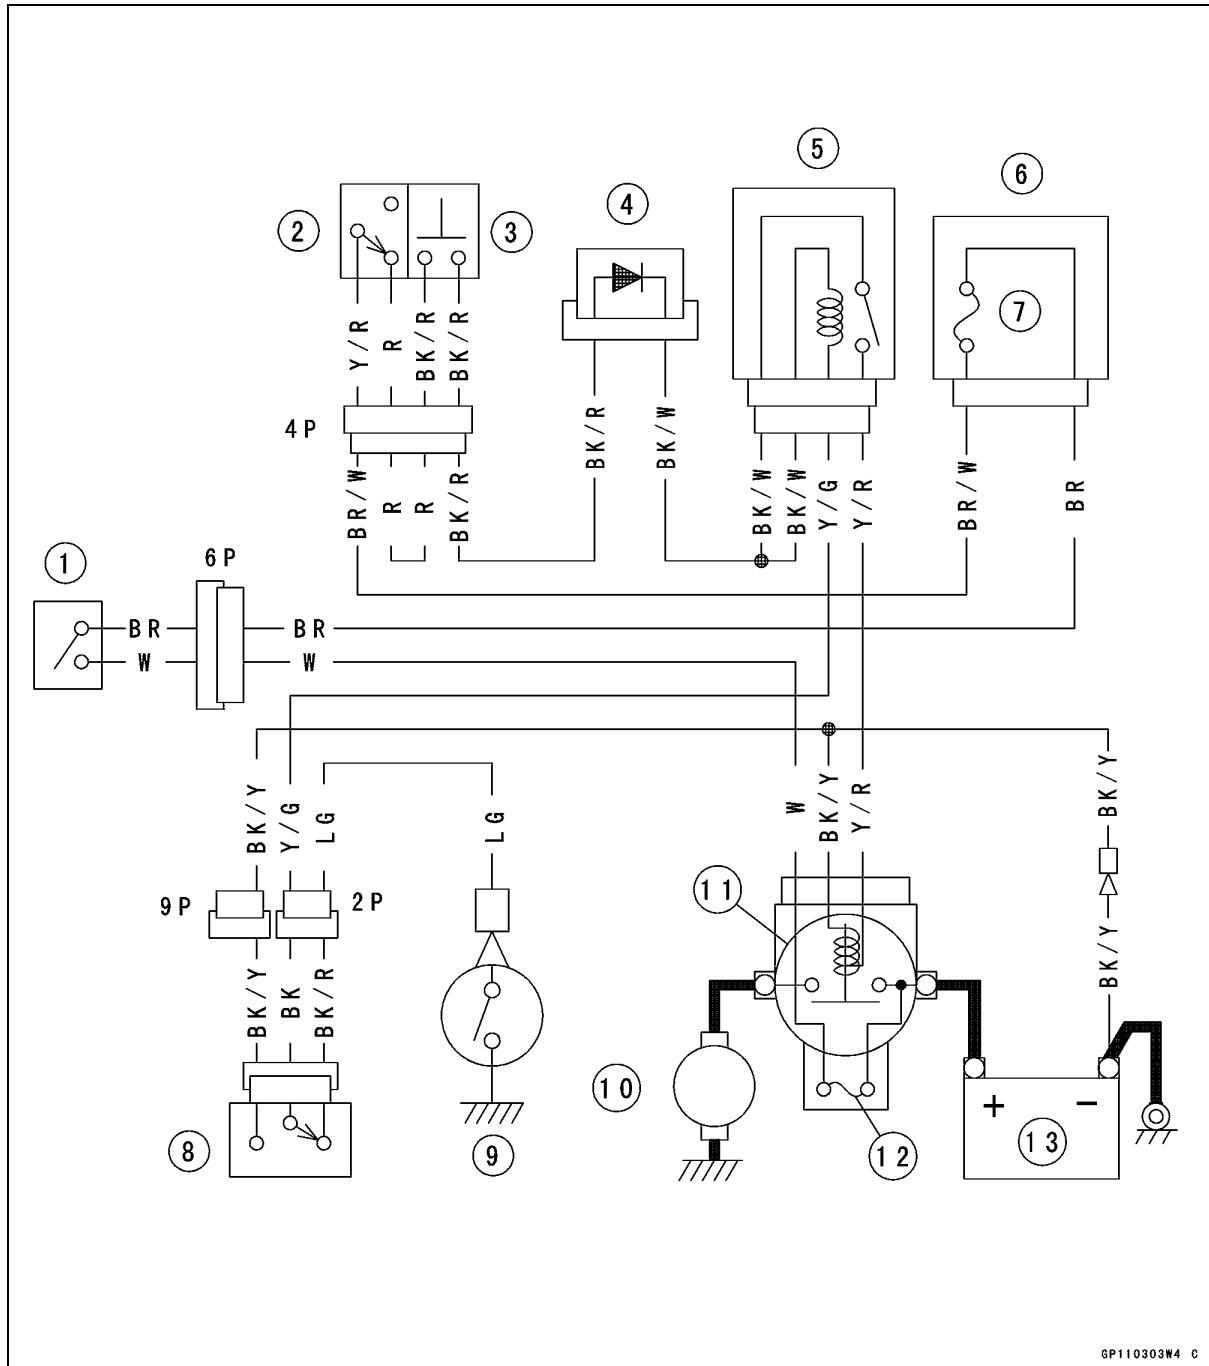 5
6
4
2
3
7
Y/R
R
BK/R
BK/R
4P
BK/R
BK/W
BR/W
R
R
BK/R
BK/W
BK/W
Y/G
Y/R
BR/W
BR
1
6P
BR
BR
W
W
BK/Y
Y/G
LG
LG
W
BK/Y
Y/R
BK/Y
11
9P
2P
BK/Y
BK
BK/R
BK/Y
10
+
-
8
9
12
13
GP110303W4 C